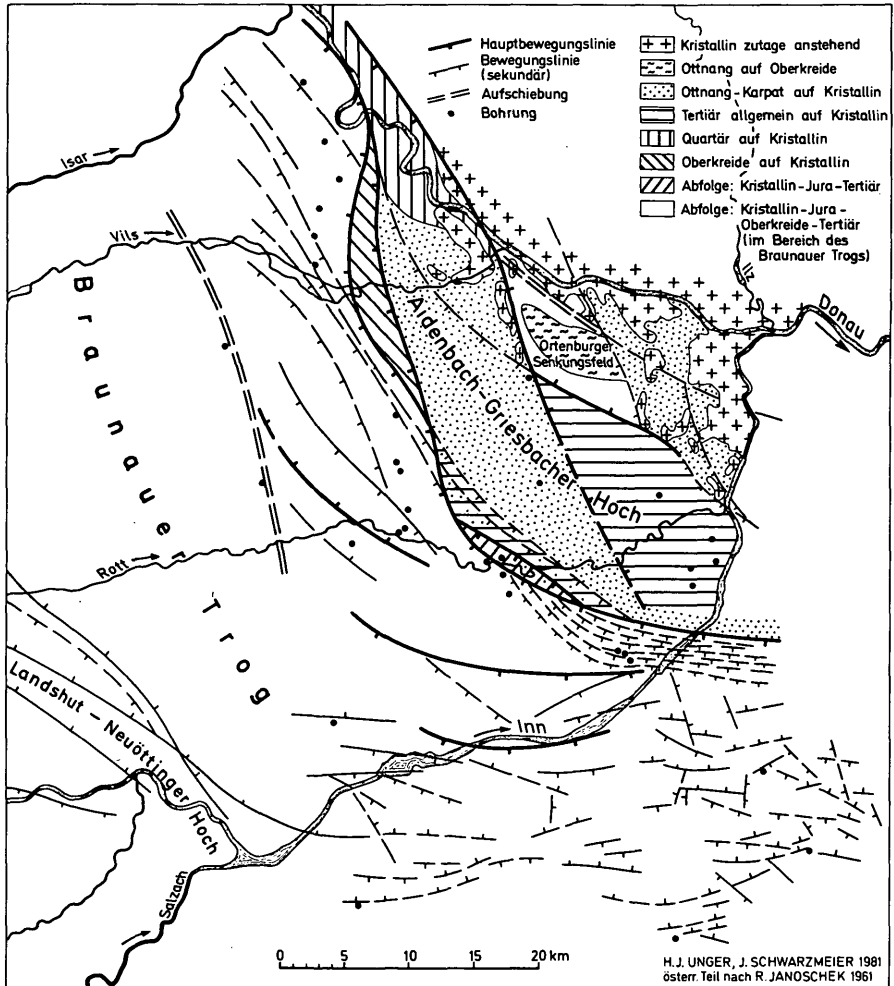 Hauptbewegungslinie
Bewegungslinie
(sekundär)
Aufschiebung
Bohrung
Kristallin zutage anstehend
Ottnang auf Oberkreide
Ottnang-Karpat auf Kristallin
Tertiär allgemein auf Kristallin
Quartär auf Kristallin
Oberkreide auf Kristallin
Abfolge: Kristallin-Jura-Tertiär
Abfolge: Kristallin-Jura-
Oberkreide-Tertiär
(im Bereich des
Braunauer Trogs)
Isar
Vils
Ilz
Donau
Braunauer Trog
Ortenburger
Senkungsfeld
Aidenbach-Griesbacher Hoch
Rott
?
Landshut-Neuöttinger Hoch
Inn
Salzach
0 5 10 15 20 km
H.J. UNGER, J. SCHWARZMEIER 1981
österr. Teil nach R. JANOSCHEK 1961